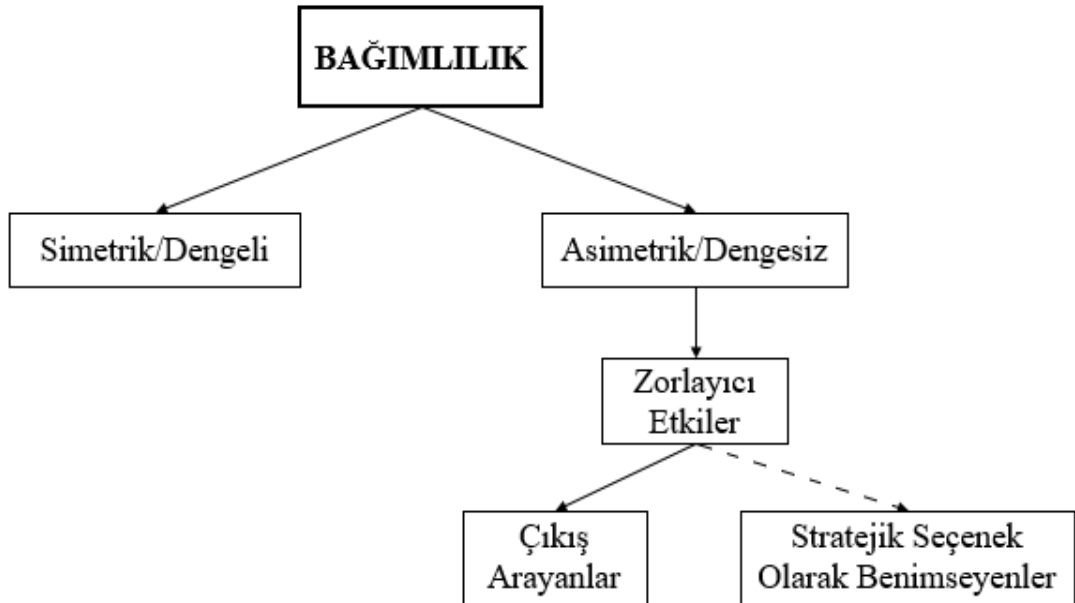 BAĞIMLILIK
Simetrik/Dengeli
Asimetrik/Dengesiz
Zorlayıcı
Etkiler
Çıkış
Arayanlar
Stratejik Seçenek
Olarak Benimseyenler